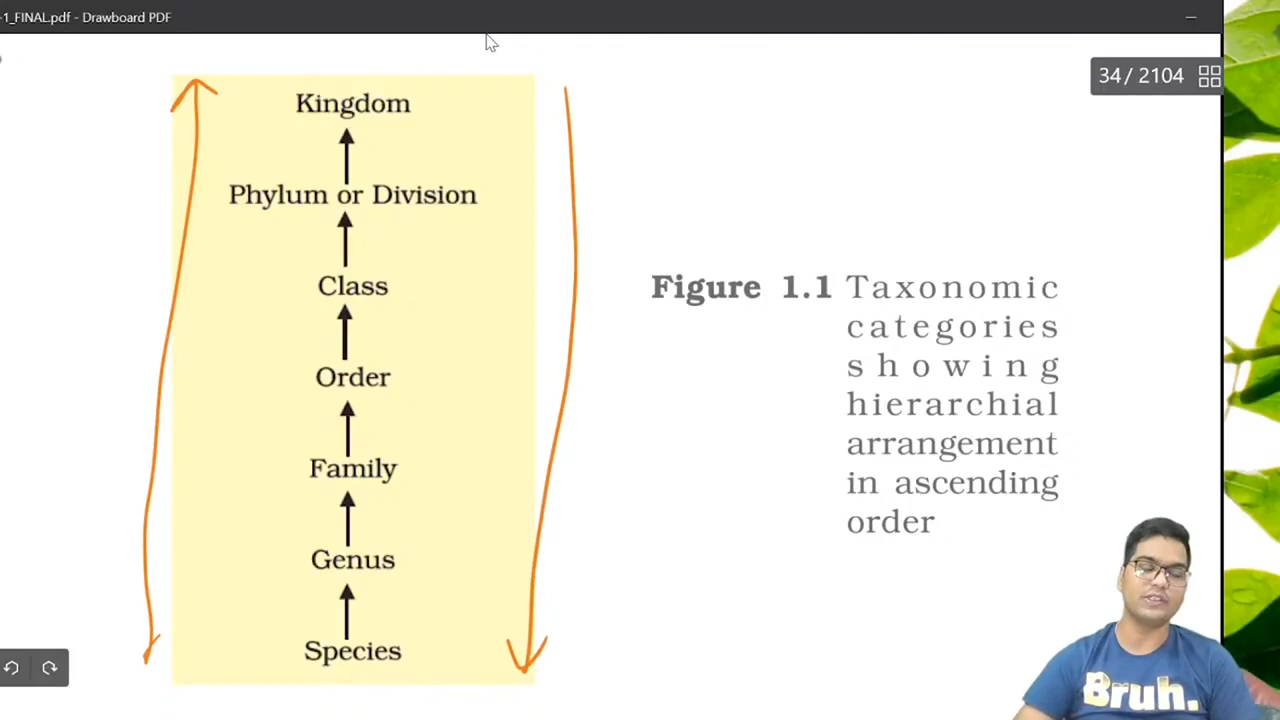 -1_FINAL.pdf - Drawboard PDF
34 / 2104
Kingdom
Phylum or Division
Class
Order
Family
Genus
Species
Figure 1.1 Taxonomic
categories
showing
hierarchial
arrangement
in ascending
order
Bruh.